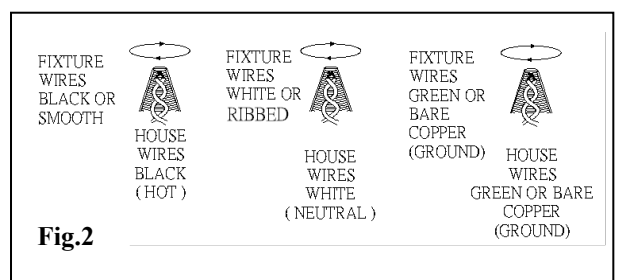 FIXTURE
WIRES
BLACK OR
SMOOTH
HOUSE
WIRES
BLACK
(HOT)
FIXTURE
WIRES
WHITE OR
RIBBED
HOUSE
WIRES
WHITE
(NEUTRAL)
FIXTURE
WIRES
GREEN OR
BARE
COPPER
(GROUND)
HOUSE
WIRES
GREEN OR BARE
COPPER
(GROUND)
Fig.2